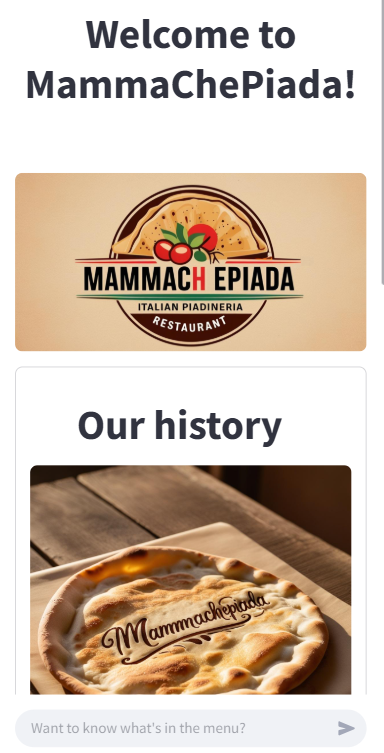 Welcome to
MammaChePiada!
MAMMACH EPIADA
ITALIAN PIADINERIA
RESTAURANT
Our history
Mammachepiada
Want to know what's in the menu?